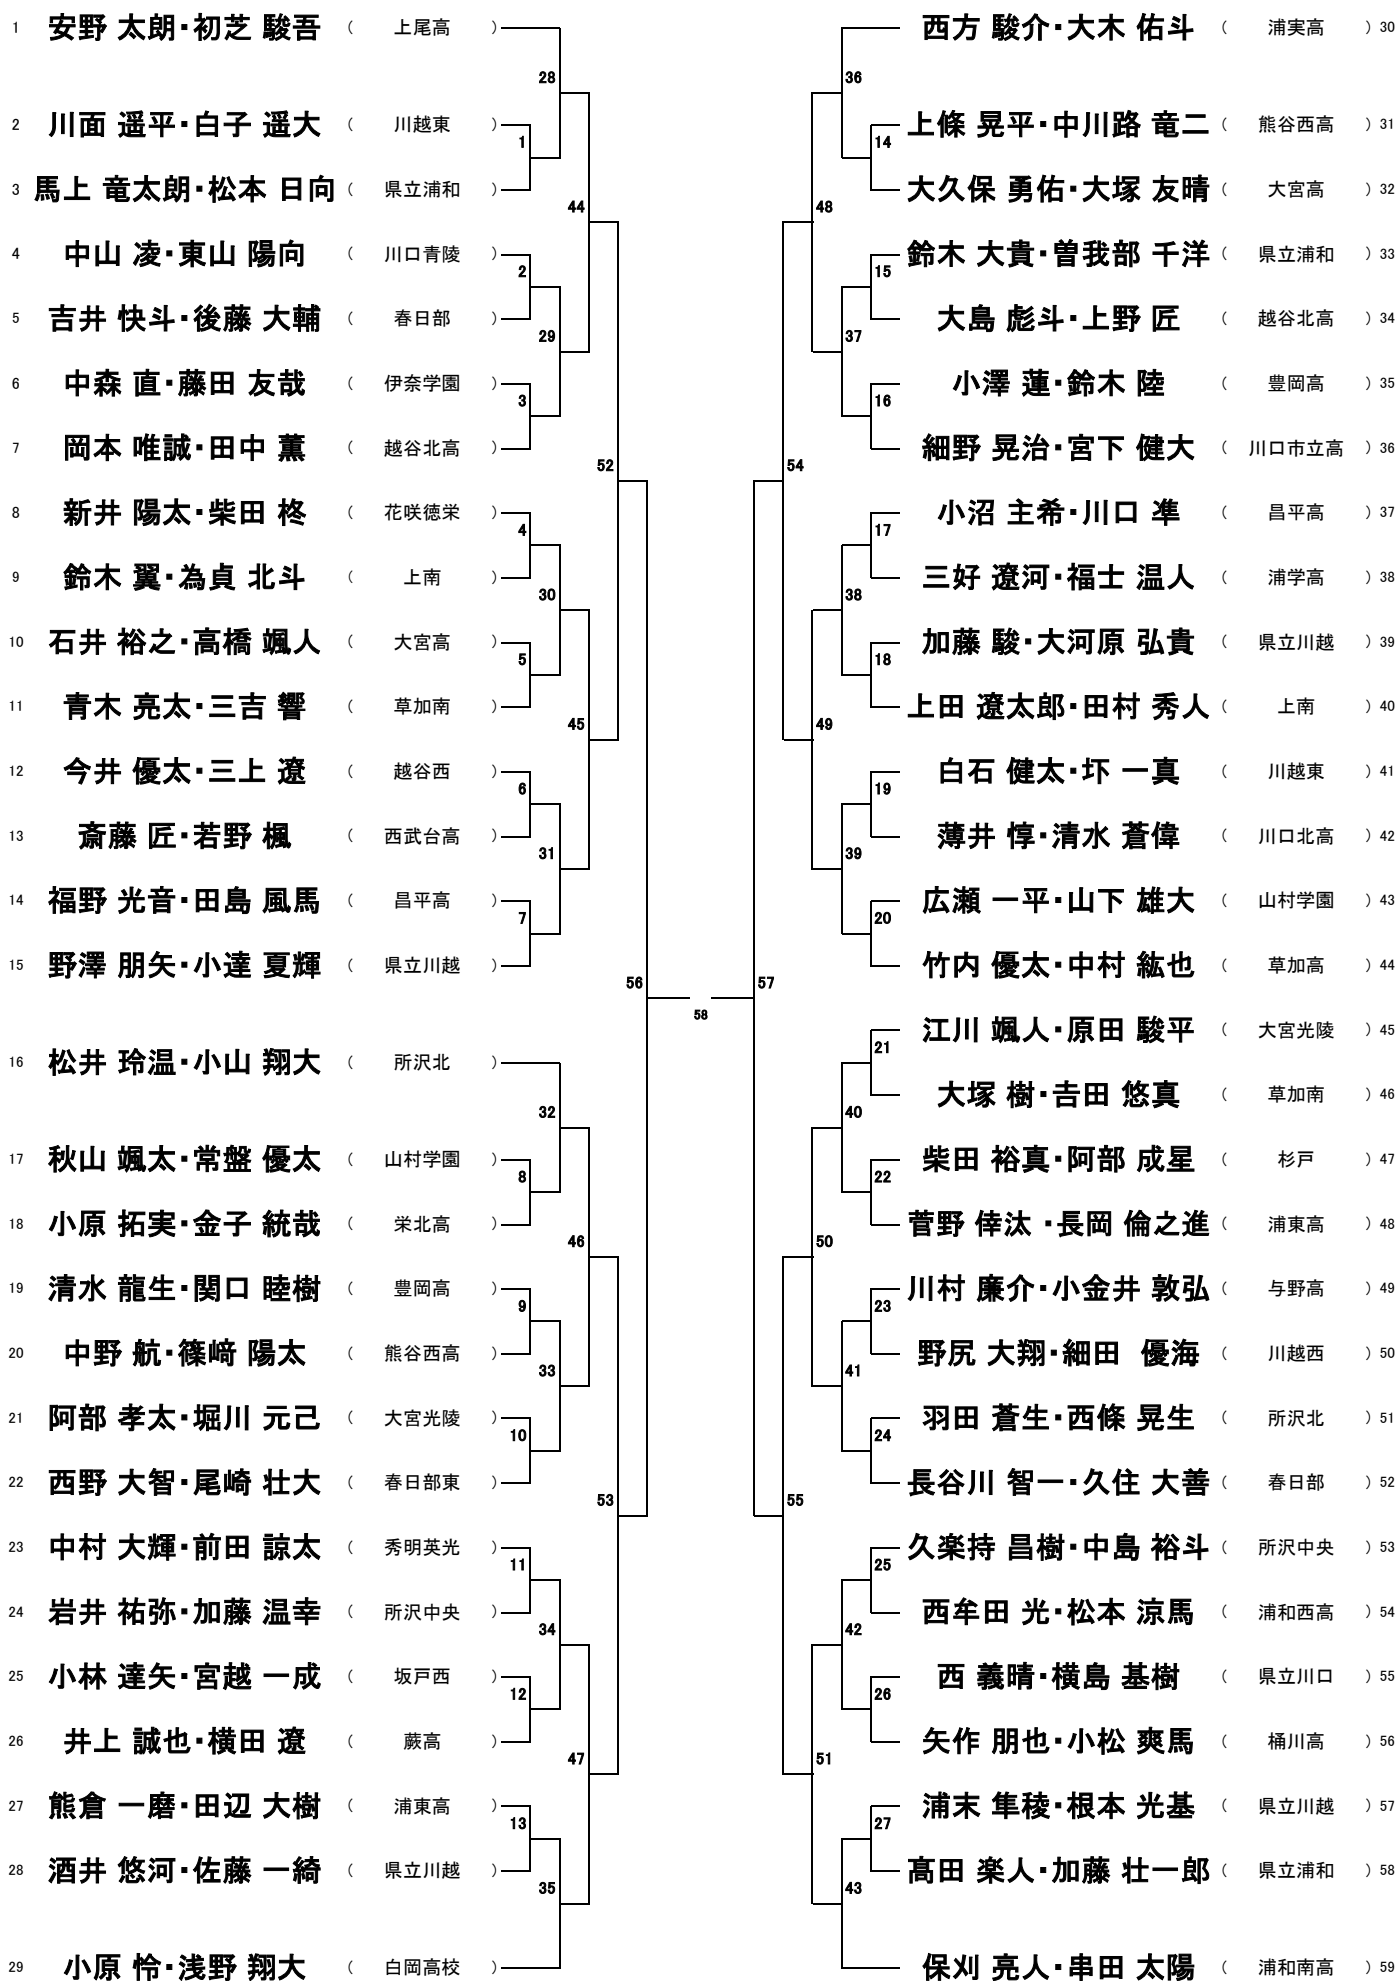 1 安野 太朗・初芝 駿吾 ( 上尾高 )
28
2 川面 遥平・白子 遥大 ( 川越東 )
1
3 馬上 竜太朗・松本 日向 ( 県立浦和 )
44
4 中山 凌・東山 陽向 ( 川口青陵 )
2
5 吉井 快斗・後藤 大輔 ( 春日部 )
29
6 中森 直・藤田 友哉 ( 伊奈学園 )
3
7 岡本 唯誠・田中 薫 ( 越谷北高 )
52
8 新井 陽太・柴田 柊 ( 花咲徳栄 )
4
9 鈴木 翼・為貞 北斗 ( 上南 )
30
10 石井 裕之・高橋 颯人 ( 大宮高 )
5
11 青木 亮太・三吉 響 ( 草加南 )
45
12 今井 優太・三上 遼 ( 越谷西 )
6
13 斎藤 匠・若野 楓 ( 西武台高 )
31
14 福野 光音・田島 風馬 ( 昌平高 )
7
15 野澤 朋矢・小達 夏輝 ( 県立川越 )
56
16 松井 玲温・小山 翔大 ( 所沢北 )
32
17 秋山 颯太・常盤 優太 ( 山村学園 )
8
18 小原 拓実・金子 統哉 ( 栄北高 )
46
19 清水 龍生・関口 睦樹 ( 豊岡高 )
9
20 中野 航・篠﨑 陽太 ( 熊谷西高 )
33
21 阿部 孝太・堀川 元己 ( 大宮光陵 )
10
22 西野 大智・尾崎 壮大 ( 春日部東 )
53
23 中村 大輝・前田 諒太 ( 秀明英光 )
11
24 岩井 祐弥・加藤 温幸 ( 所沢中央 )
34
25 小林 達矢・宮越 一成 ( 坂戸西 )
12
26 井上 誠也・横田 遼 ( 蕨高 )
47
27 熊倉 一磨・田辺 大樹 ( 浦東高 )
13
28 酒井 悠河・佐藤 一綺 ( 県立川越 )
35
29 小原 怜・浅野 翔大 ( 白岡高校 )
58
西方 駿介・大木 佑斗 ( 浦実高 ) 30
36
上條 晃平・中川路 竜二 ( 熊谷西高 ) 31
14
大久保 勇佑・大塚 友晴 ( 大宮高 ) 32
48
鈴木 大貴・曽我部 千洋 ( 県立浦和 ) 33
15
大島 彪斗・上野 匠 ( 越谷北高 ) 34
37
小澤 蓮・鈴木 陸 ( 豊岡高 ) 35
16
細野 晃治・宮下 健大 ( 川口市立高 ) 36
54
小沼 主希・川口 凖 ( 昌平高 ) 37
17
三好 遼河・福士 温人 ( 浦学高 ) 38
38
加藤 駿・大河原 弘貴 ( 県立川越 ) 39
18
上田 遼太郎・田村 秀人 ( 上南 ) 40
49
白石 健太・圷 一真 ( 川越東 ) 41
19
薄井 惇・清水 蒼偉 ( 川口北高 ) 42
39
広瀬 一平・山下 雄大 ( 山村学園 ) 43
20
竹内 優太・中村 紘也 ( 草加高 ) 44
57
江川 颯人・原田 駿平 ( 大宮光陵 ) 45
21
大塚 樹・𠮷田 悠真 ( 草加南 ) 46
40
柴田 裕真・阿部 成星 ( 杉戸 ) 47
22
菅野 倖汰 ・長岡 倫之進 ( 浦東高 ) 48
50
川村 廉介・小金井 敦弘 ( 与野高 ) 49
23
野尻 大翔・細田 優海 ( 川越西 ) 50
41
羽田 蒼生・西條 晃生 ( 所沢北 ) 51
24
長谷川 智一・久住 大善 ( 春日部 ) 52
55
久楽持 昌樹・中島 裕斗 ( 所沢中央 ) 53
25
西牟田 光・松本 涼馬 ( 浦和西高 ) 54
42
西 義晴・横島 基樹 ( 県立川口 ) 55
26
矢作 朋也・小松 爽馬 ( 桶川高 ) 56
51
浦末 隼稜・根本 光基 ( 県立川越 ) 57
27
髙田 楽人・加藤 壮一郎 ( 県立浦和 ) 58
43
保刈 亮人・串田 太陽 ( 浦和南高 ) 59